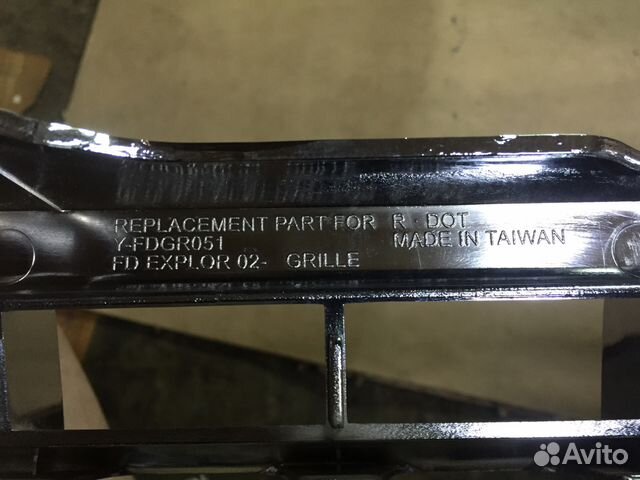 REPLACEMENT PART FOR R - DOT
Y-FDGR051 MADE IN TAIWAN
FD EXPLOR 02- GRILLE
Avito